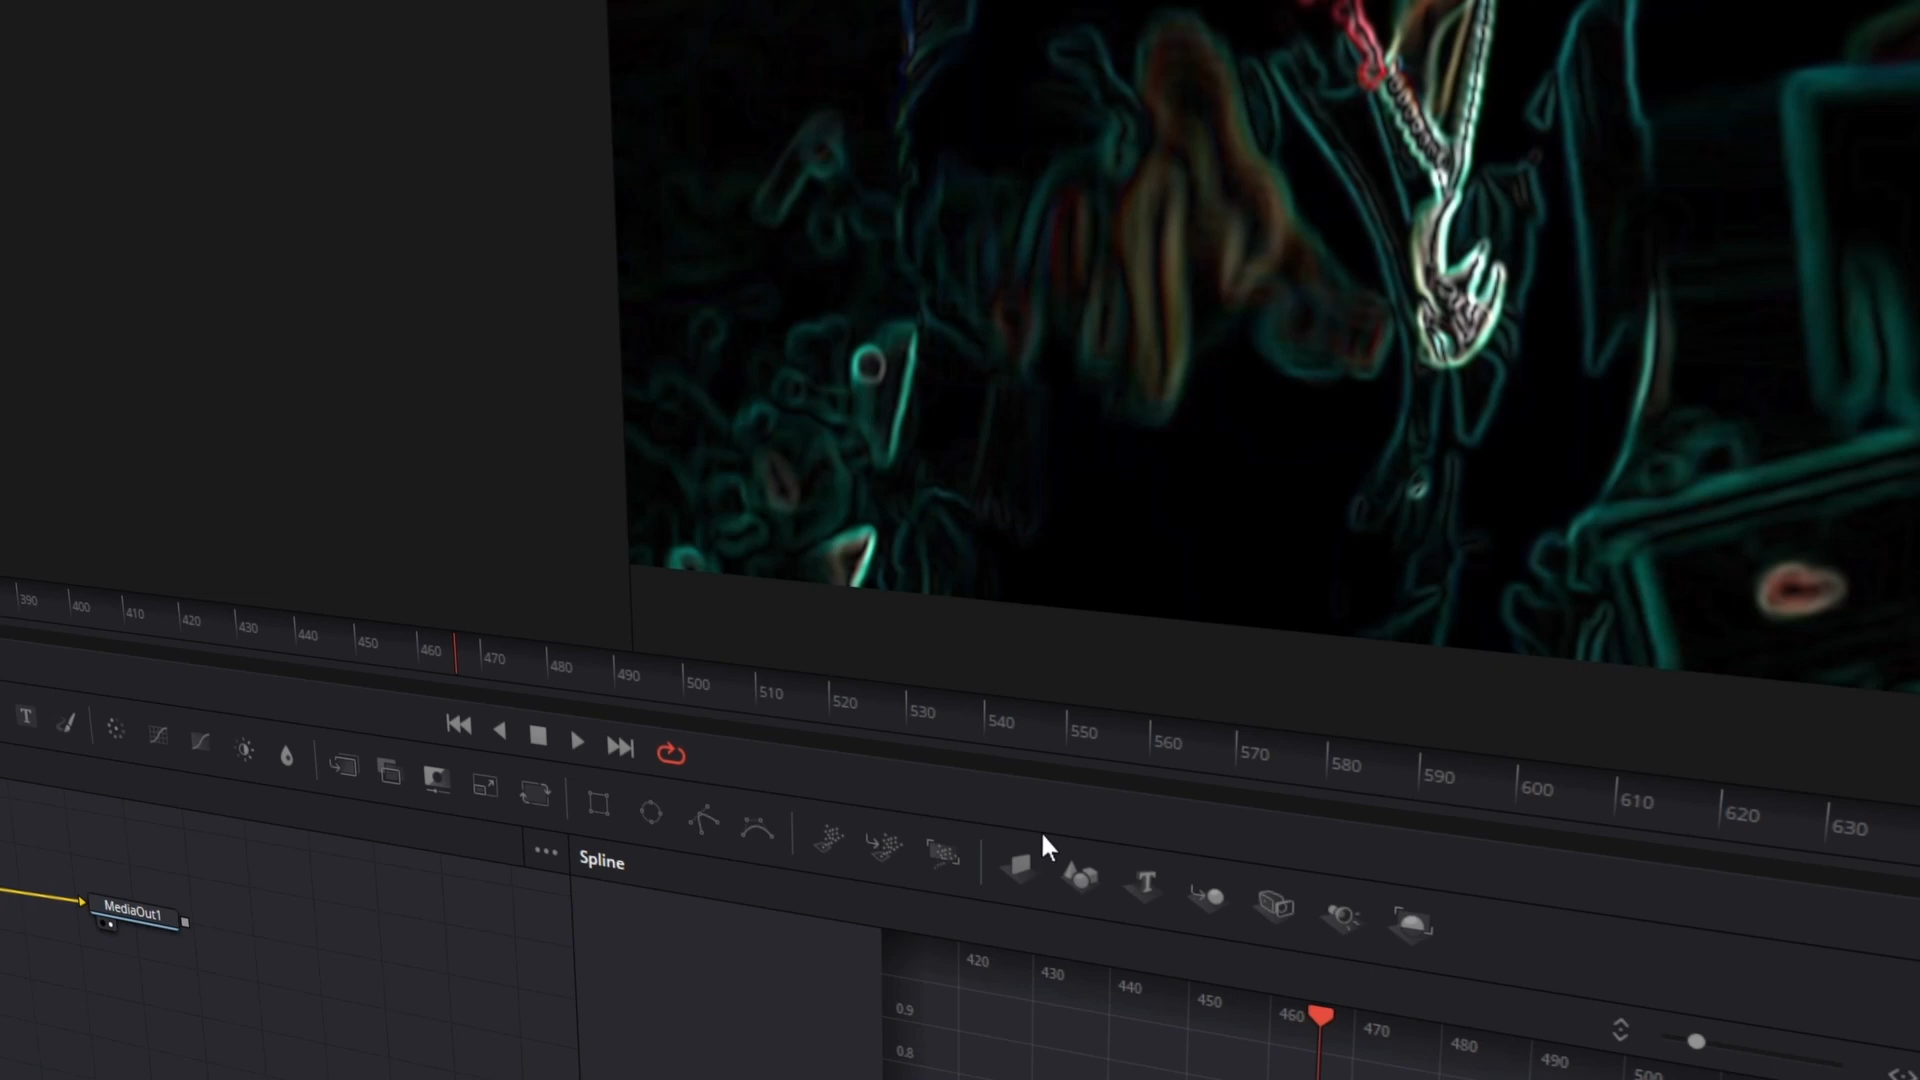 390 400 410 420 430 440 450 460 470 480 490 500 510 520 530 540 550 560 570 580 590 600 610 620 630
T
T
Spline
MediaOut1
420 430 440 450 460 470 480 490 500
0.9
0.8